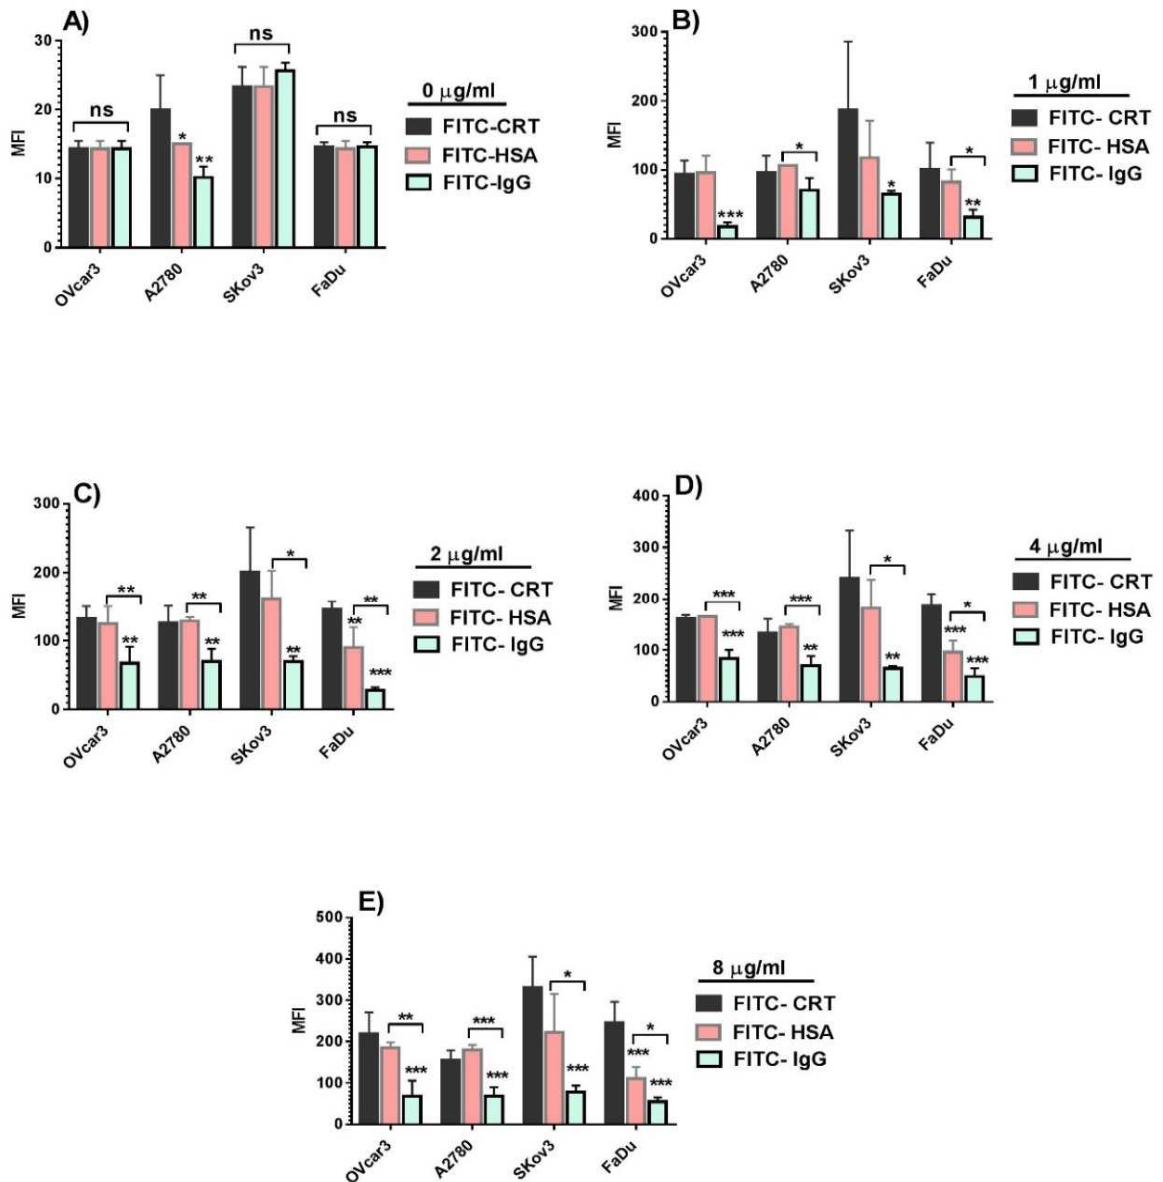 A)
30
20
10
0
MFI
ns
*
**
ns
ns
OVcar3
A2780
SKov3
FaDu
0 µg/ml
FITC-CRT
FITC-HSA
FITC-IgG
B)
300
200
100
0
MFI
***
*
*
*
**
OVcar3
A2780
SKov3
FaDu
1 µg/ml
FITC- CRT
FITC- HSA
FITC- IgG
C)
300
200
100
0
MFI
**
**
**
**
*
**
**
**
***
OVcar3
A2780
SKov3
FaDu
2 µg/ml
FITC- CRT
FITC- HSA
FITC- IgG
D)
400
300
200
100
0
MFI
***
***
***
**
*
**
*
***
***
OVcar3
A2780
SKov3
FaDu
4 µg/ml
FITC- CRT
FITC- HSA
FITC- IgG
E)
500
400
300
200
100
0
MFI
**
***
***
***
*
***
*
***
***
OVcar3
A2780
SKov3
FaDu
8 µg/ml
FITC- CRT
FITC- HSA
FITC- IgG